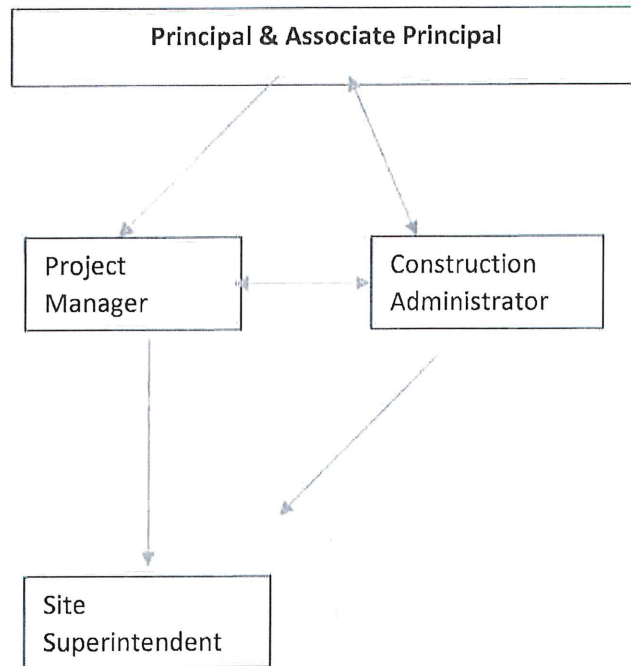 Principal & Associate Principal
Project
Manager
Construction
Administrator
Site
Superintendent